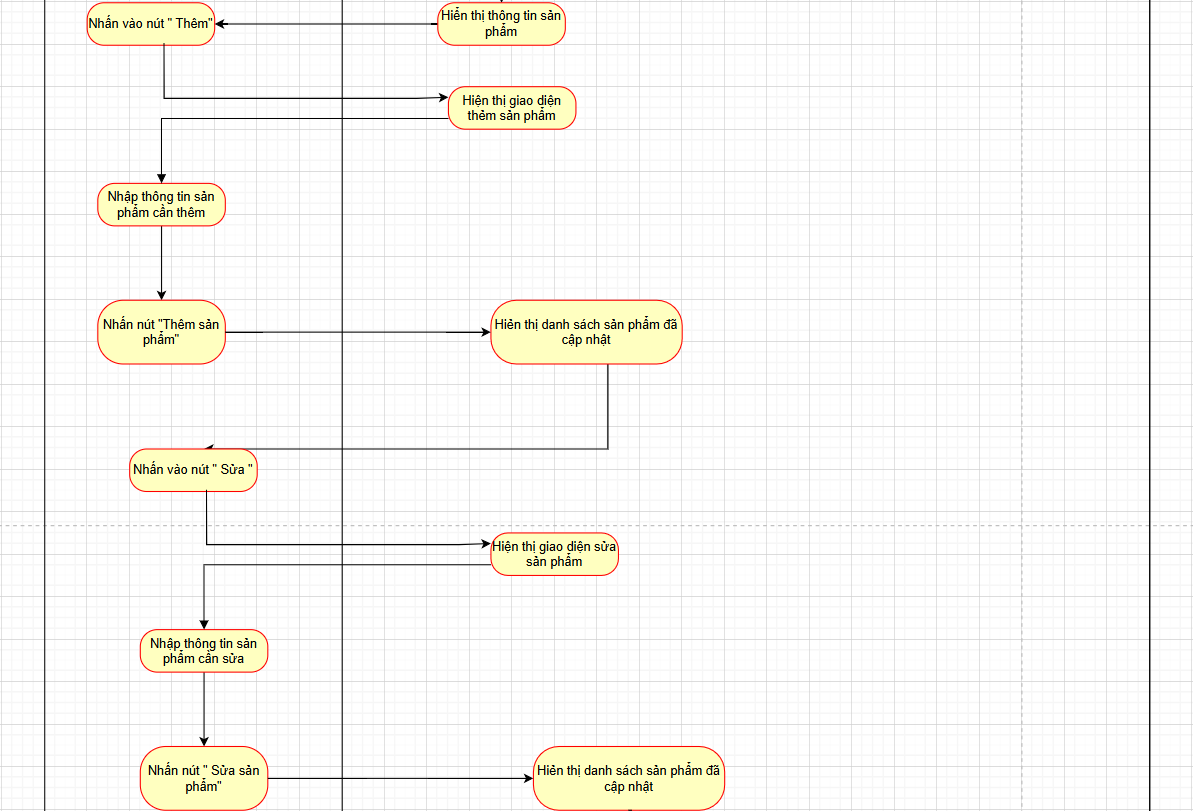 Nhấn vào nút " Thêm"
Hiển thị thông tin sản
phẩm
Hiện thị giao diện
thêm sản phẩm
Nhập thông tin sản
phẩm cần thêm
Nhấn nút "Thêm sản
phẩm"
Hiển thị danh sách sản phẩm đã
cập nhật
Nhấn vào nút " Sửa "
Hiện thị giao diện sửa
sản phẩm
Nhập thông tin sản
phẩm cần sửa
Nhấn nút " Sửa sản
phẩm"
Hiển thị danh sách sản phẩm đã
cập nhật